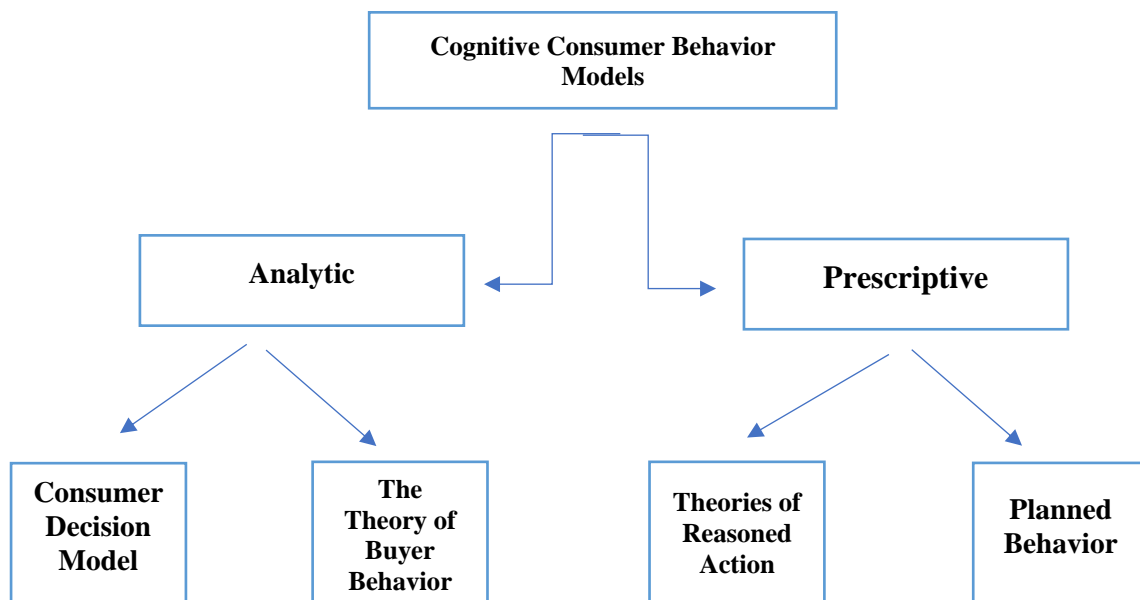 Cognitive Consumer Behavior
Models
Analytic
Prescriptive
Consumer
Decision
Model
The
Theory of
Buyer
Behavior
Theories of
Reasoned
Action
Planned
Behavior